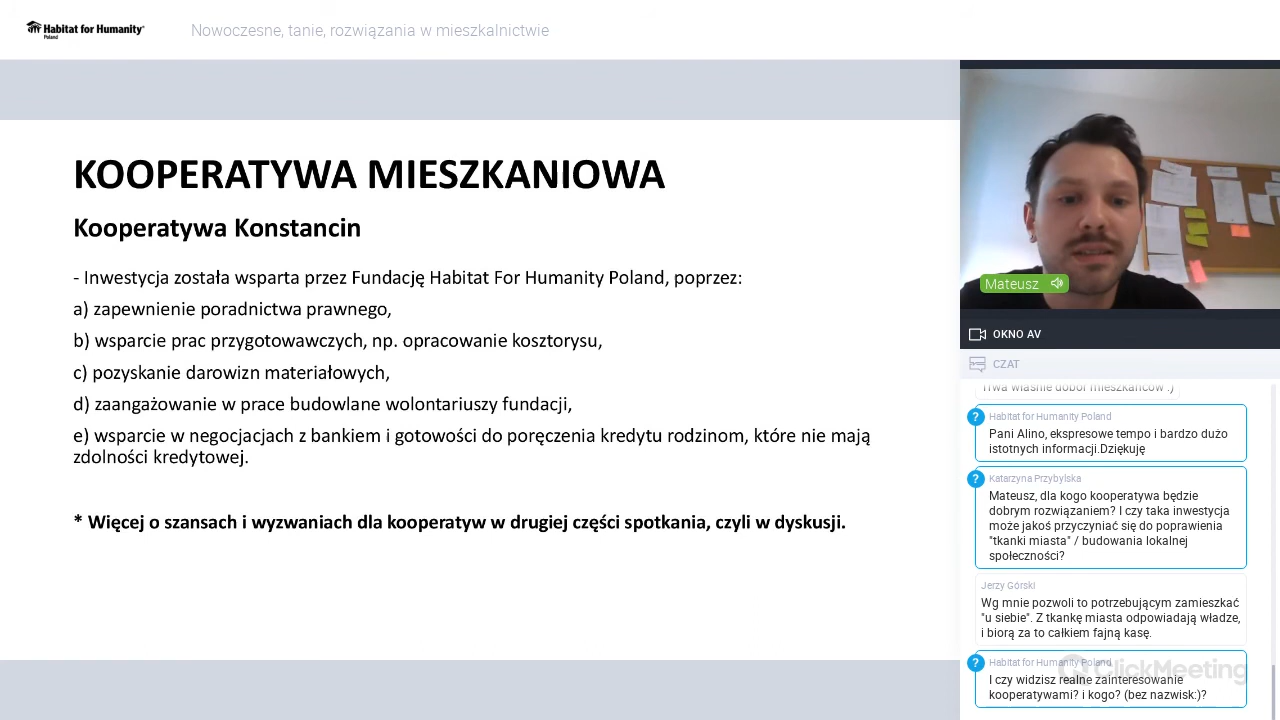 Habitat for Humanity®
Poland
Nowoczesne, tanie, rozwiązania w mieszkalnictwie
KOOPERATYWA MIESZKANIOWA
Kooperatywa Konstancin
- Inwestycja została wsparta przez Fundację Habitat For Humanity Poland, poprzez:
a) zapewnienie poradnictwa prawnego,
b) wsparcie prac przygotowawczych, np. opracowanie kosztorysu,
c) pozyskanie darowizn materiałowych,
d) zaangażowanie w prace budowlane wolontariuszy fundacji,
e) wsparcie w negocjacjach z bankiem i gotowości do poręczenia kredytu rodzinom, które nie mają
zdolności kredytowej.
* Więcej o szansach i wyzwaniach dla kooperatyw w drugiej części spotkania, czyli w dyskusji.
Mateusz
OKNO AV
CZAT
Trwa właśnie dobór mieszkańców :)
?
Habitat for Humanity Poland
Pani Alino, ekspresowe tempo i bardzo dużo
istotnych informacji.Dziękuję
?
Katarzyna Przybylska
Mateusz, dla kogo kooperatywa będzie
dobrym rozwiązaniem? I czy taka inwestycja
może jakoś przyczyniać się do poprawienia
"tkanki miasta" / budowania lokalnej
społeczności?
Jerzy Górski
Wg mnie pozwoli to potrzebującym zamieszkać
"u siebie". Z tkankę miasta odpowiadają władze,
i biorą za to całkiem fajną kasę.
?
Habitat for Humanity Poland
I czy widzisz realne zainteresowanie
kooperatywami? i kogo? (bez nazwisk:)?
ClickMeeting